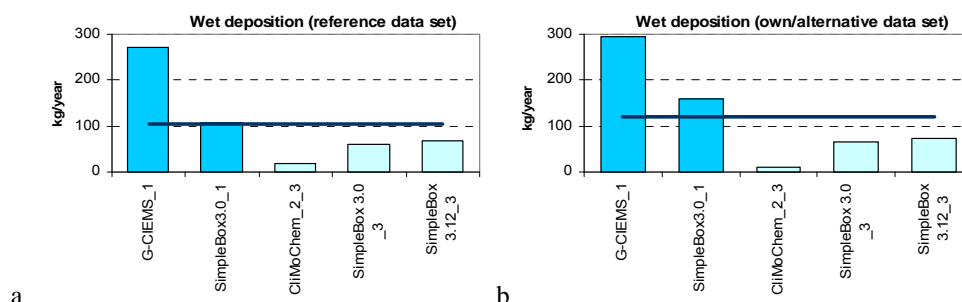 Wet deposition (reference data set)
300
200
100
0
kg/year
G-CIEMS_1
SimpleBox3.0_1
CliMoChem_2_3
SimpleBox 3.0
_3
SimpleBox
3.12_3
a
Wet deposition (own/alternative data set)
300
200
100
0
kg/year
G-CIEMS_1
SimpleBox3.0_1
CliMoChem_2_3
SimpleBox 3.0
_3
SimpleBox
3.12_3
b